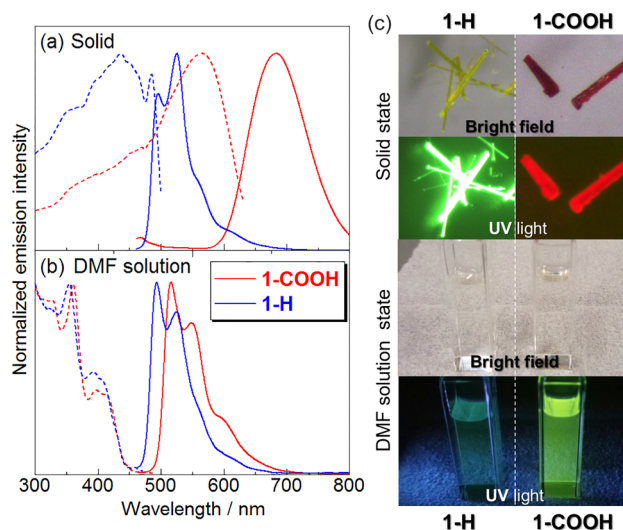 (a) Solid
(b) DMF solution
1-COOH
1-H
Normalized emission intensity
300 400 500 600 700 800
Wavelength / nm
(c)
1-H 1-COOH
Solid state
Bright field
UV light
DMF solution state
Bright field
UV light
1-H 1-COOH